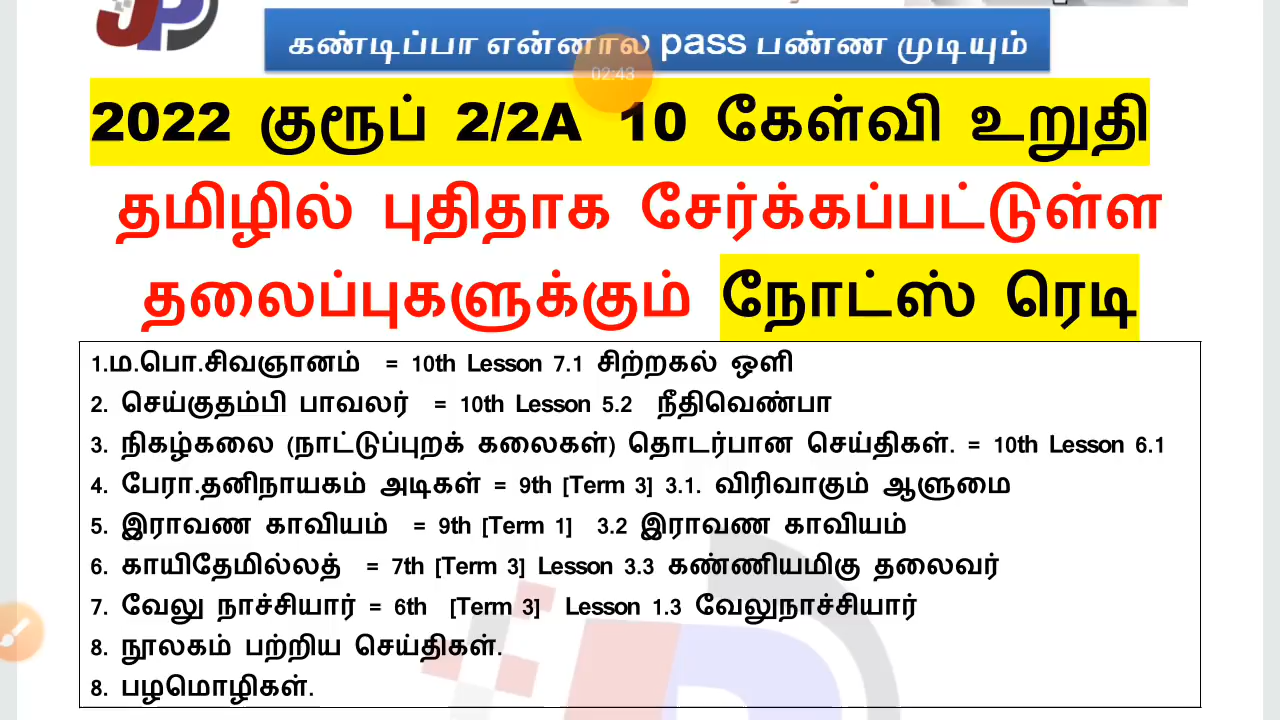 JP
கண்டிப்பா என்னால pass பண்ண முடியும்
02:43
2022 குரூப் 2/2A 10 கேள்வி உறுதி
தமிழில் புதிதாக சேர்க்கப்பட்டுள்ள
தலைப்புகளுக்கும் நோட்ஸ் ரெடி
1.ம.பொ.சிவஞானம் = 10th Lesson 7.1 சிற்றகல் ஒளி
2. செய்குதம்பி பாவலர் = 10th Lesson 5.2 நீதிவெண்பா
3. நிகழ்கலை (நாட்டுப்புறக் கலைகள்) தொடர்பான செய்திகள். = 10th Lesson 6.1
4. பேரா.தனிநாயகம் அடிகள் = 9th [Term 3] 3.1. விரிவாகும் ஆளுமை
5. இராவண காவியம் = 9th [Term 1] 3.2 இராவண காவியம்
6. காயிதேமில்லத் = 7th [Term 3] Lesson 3.3 கண்ணியமிகு தலைவர்
7. வேலு நாச்சியார் = 6th [Term 3] Lesson 1.3 வேலுநாச்சியார்
8. நூலகம் பற்றிய செய்திகள்.
8. பழமொழிகள்.